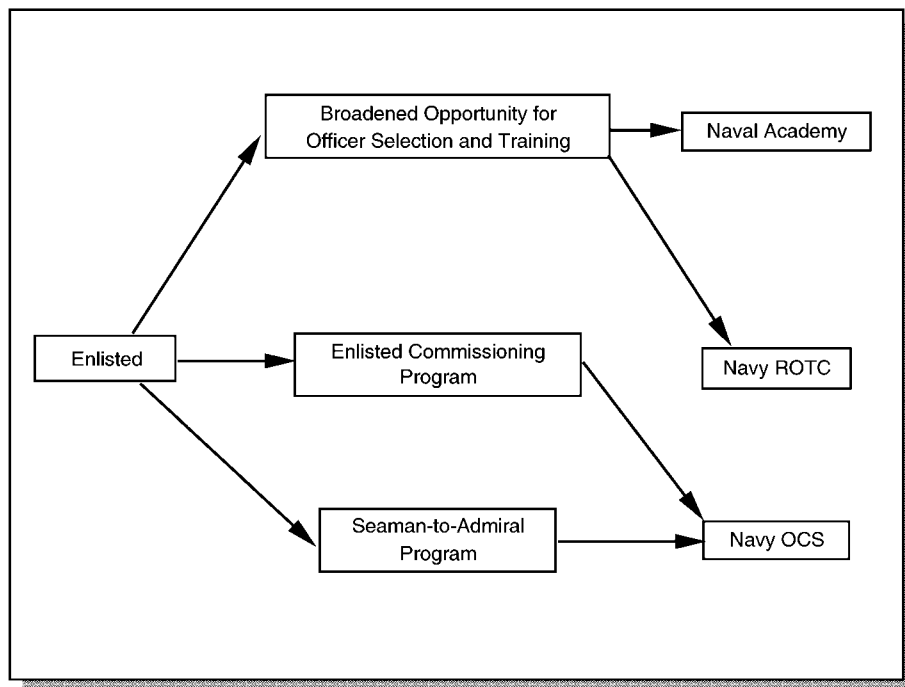 Broadened Opportunity for
Officer Selection and Training
Naval Academy
Enlisted
Enlisted Commissioning
Program
Navy ROTC
Seaman-to-Admiral
Program
Navy OCS